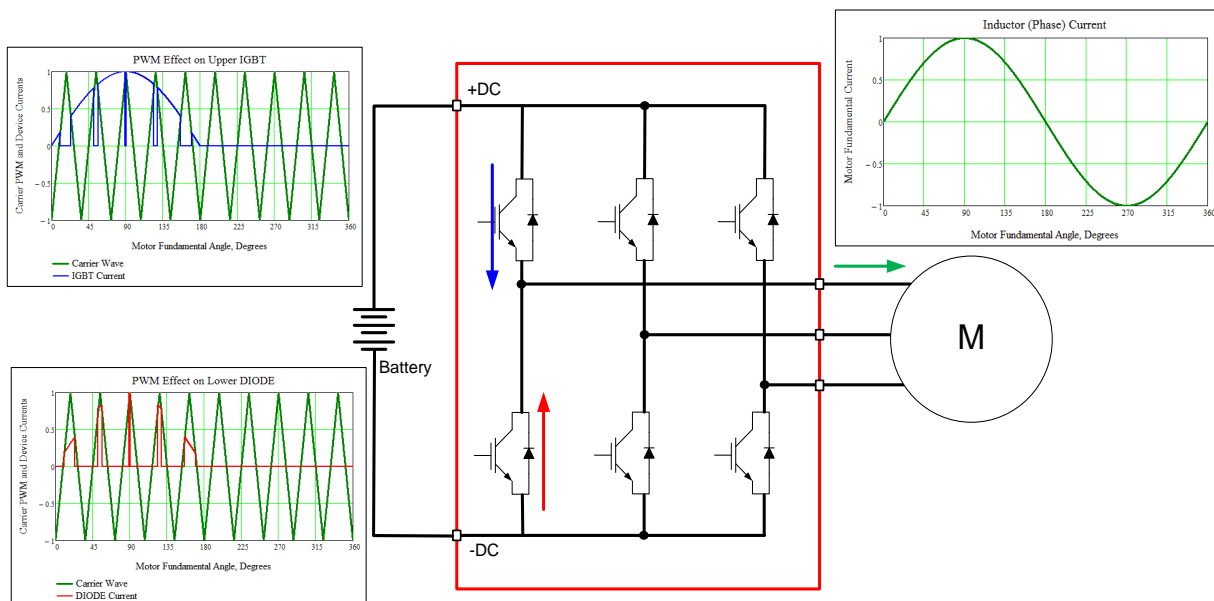 PWM Effect on Upper IGBT
Carrier PWM and Device Currents
1
0.5
0
− 0.5
− 1
0 45 90 135 180 225 270 315 360
Motor Fundamental Angle, Degrees
Carrier Wave
IGBT Current
+DC
Inductor (Phase) Current
Motor Fundamental Current
1
0.5
0
− 0.5
− 1
0 45 90 135 180 225 270 315 360
Motor Fundamental Angle, Degrees
Battery
M
PWM Effect on Lower DIODE
Carrier PWM and Device Currents
1
0.5
0
− 0.5
− 1
0 45 90 135 180 225 270 315 360
Motor Fundamental Angle, Degrees
Carrier Wave
DIODE Current
-DC